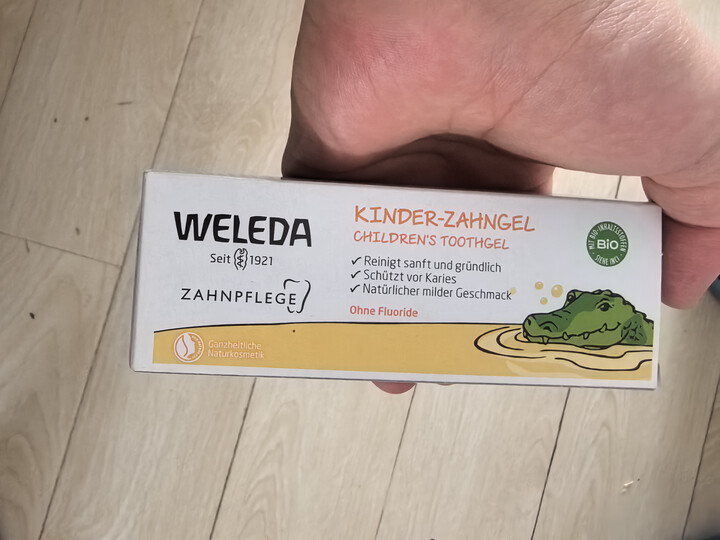 WELEDA
Seit 1921
ZAHNPFLEGE
KINDER-ZAHNGEL
CHILDREN'S TOOTHGEL
✓ Reinigt sanft und gründlich
✓ Schützt vor Karies
✓ Natürlicher milder Geschmack
Ohne Fluoride
MIT BIO-INHALTSSTOFFEN
Bio
SIEHE INCI
Ganzheitliche
Naturkosmetik